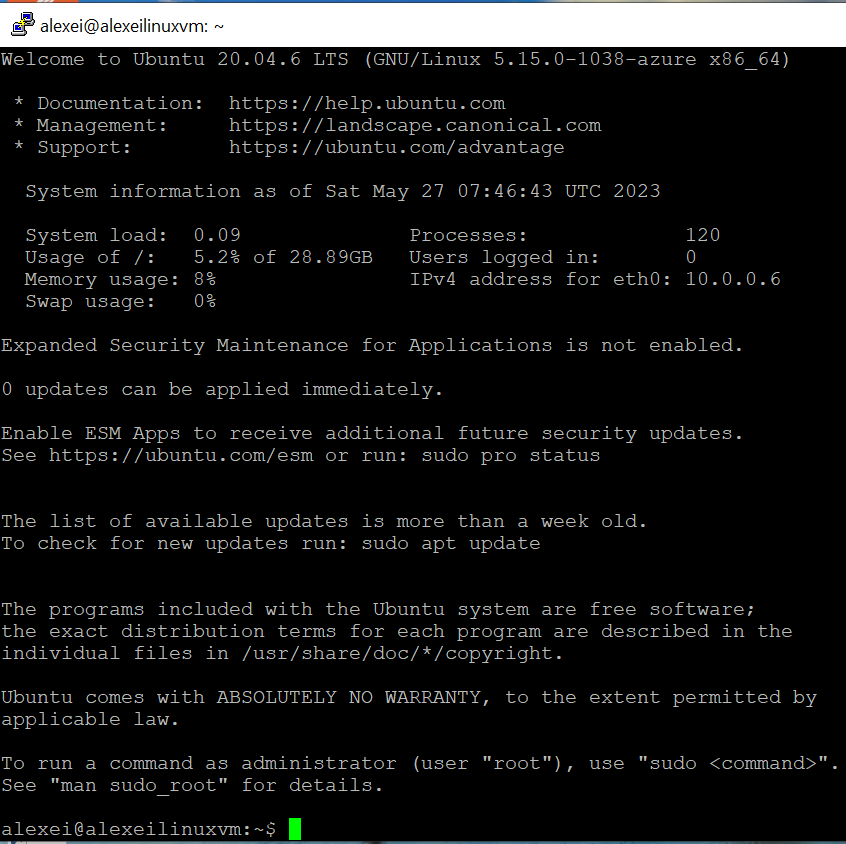 alexei@alexeilinuxvm: ~
Welcome to Ubuntu 20.04.6 LTS (GNU/Linux 5.15.0-1038-azure x86_64)

 * Documentation:  https://help.ubuntu.com
 * Management:     https://landscape.canonical.com
 * Support:        https://ubuntu.com/advantage

  System information as of Sat May 27 07:46:43 UTC 2023

  System load:  0.09              Processes:             120
  Usage of /:   5.2% of 28.89GB   Users logged in:       0
  Memory usage: 8%                IPv4 address for eth0: 10.0.0.6
  Swap usage:   0%

Expanded Security Maintenance for Applications is not enabled.

0 updates can be applied immediately.

Enable ESM Apps to receive additional future security updates.
See https://ubuntu.com/esm or run: sudo pro status


The list of available updates is more than a week old.
To check for new updates run: sudo apt update


The programs included with the Ubuntu system are free software;
the exact distribution terms for each program are described in the
individual files in /usr/share/doc/*/copyright.

Ubuntu comes with ABSOLUTELY NO WARRANTY, to the extent permitted by
applicable law.

To run a command as administrator (user "root"), use "sudo <command>".
See "man sudo_root" for details.

alexei@alexeilinuxvm:~$